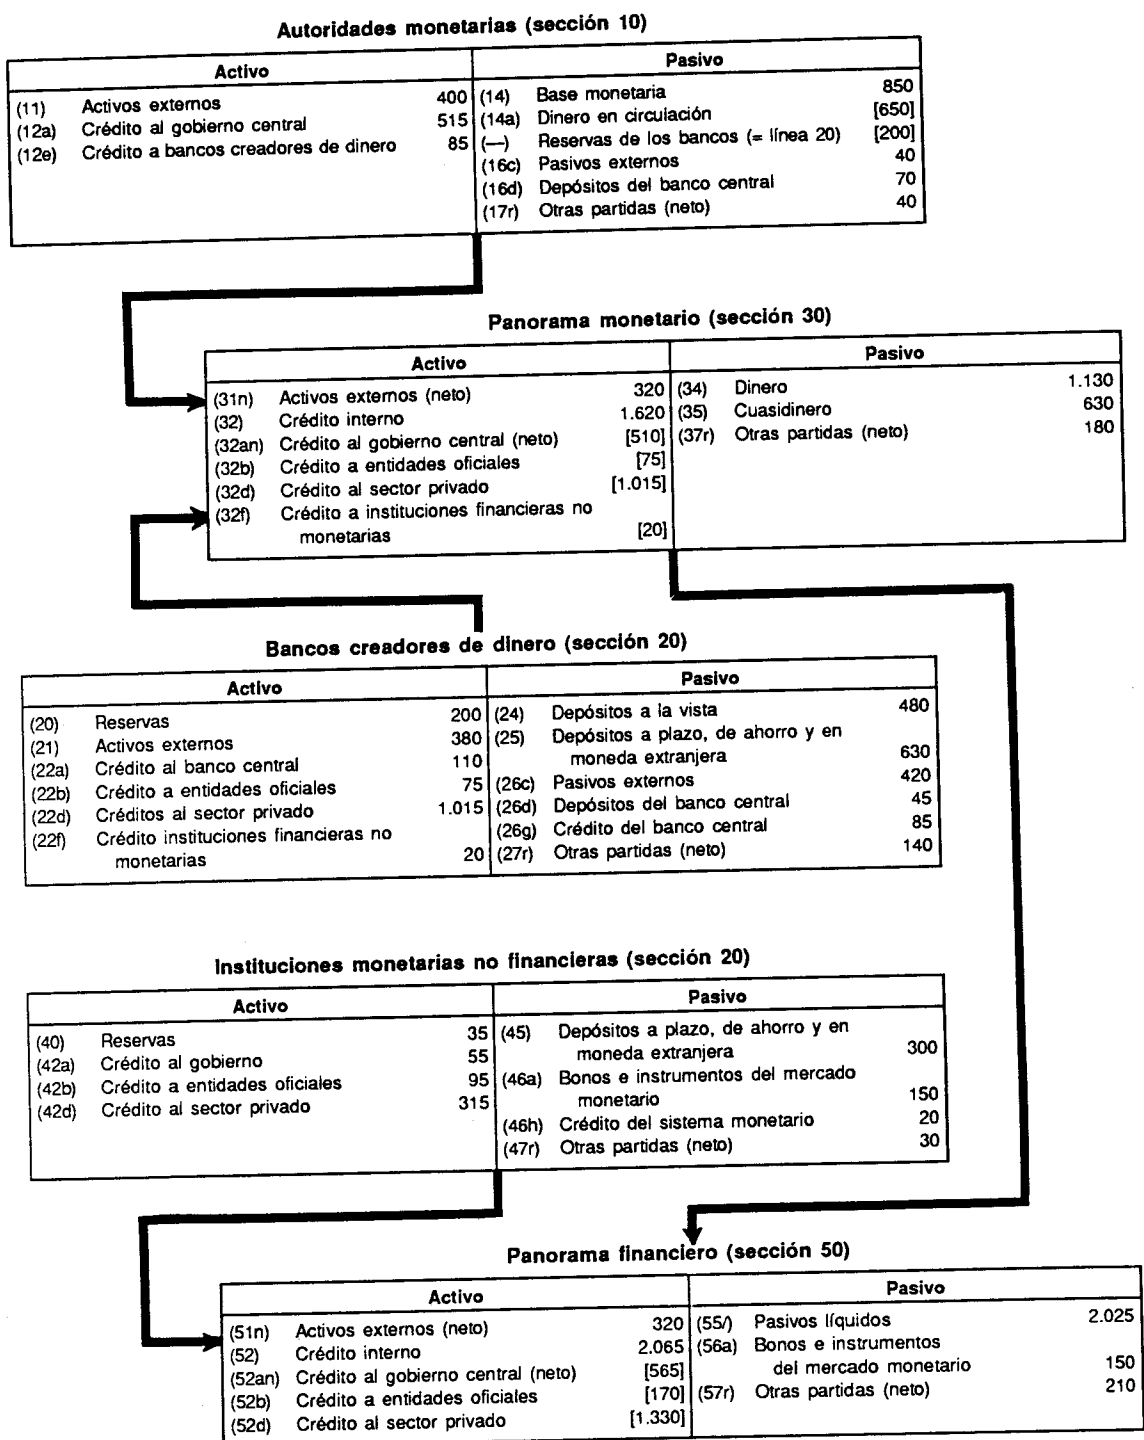 Autoridades monetarias (sección 10)
Activo
Pasivo
(11) Activos externos 400
(12a) Crédito al gobierno central 515
(12e) Crédito a bancos creadores de dinero 85
(14) Base monetaria 850
(14a) Dinero en circulación [650]
(—) Reservas de los bancos (= línea 20) [200]
(16c) Pasivos externos 40
(16d) Depósitos del banco central 70
(17r) Otras partidas (neto) 40
Panorama monetario (sección 30)
Activo
Pasivo
(31n) Activos externos (neto) 320
(32) Crédito interno 1.620
(32an) Crédito al gobierno central (neto) [510]
(32b) Crédito a entidades oficiales [75]
(32d) Crédito al sector privado [1.015]
(32f) Crédito a instituciones financieras no
monetarias [20]
(34) Dinero 1.130
(35) Cuasidinero 630
(37r) Otras partidas (neto) 180
Bancos creadores de dinero (sección 20)
Activo
Pasivo
(20) Reservas 200
(21) Activos externos 380
(22a) Crédito al banco central 110
(22b) Crédito a entidades oficiales 75
(22d) Créditos al sector privado 1.015
(22f) Crédito instituciones financieras no
monetarias 20
(24) Depósitos a la vista 480
(25) Depósitos a plazo, de ahorro y en
moneda extranjera 630
(26c) Pasivos externos 420
(26d) Depósitos del banco central 45
(26g) Crédito del banco central 85
(27r) Otras partidas (neto) 140
Instituciones monetarias no financieras (sección 20)
Activo
Pasivo
(40) Reservas 35
(42a) Crédito al gobierno 55
(42b) Crédito a entidades oficiales 95
(42d) Crédito al sector privado 315
(45) Depósitos a plazo, de ahorro y en
moneda extranjera 300
(46a) Bonos e instrumentos del mercado
monetario 150
(46h) Crédito del sistema monetario 20
(47r) Otras partidas (neto) 30
Panorama financiero (sección 50)
Activo
Pasivo
(51n) Activos externos (neto) 320
(52) Crédito interno 2.065
(52an) Crédito al gobierno central (neto) [565]
(52b) Crédito a entidades oficiales [170]
(52d) Crédito al sector privado [1.330]
(55/) Pasivos líquidos 2.025
(56a) Bonos e instrumentos
del mercado monetario 150
(57r) Otras partidas (neto) 210